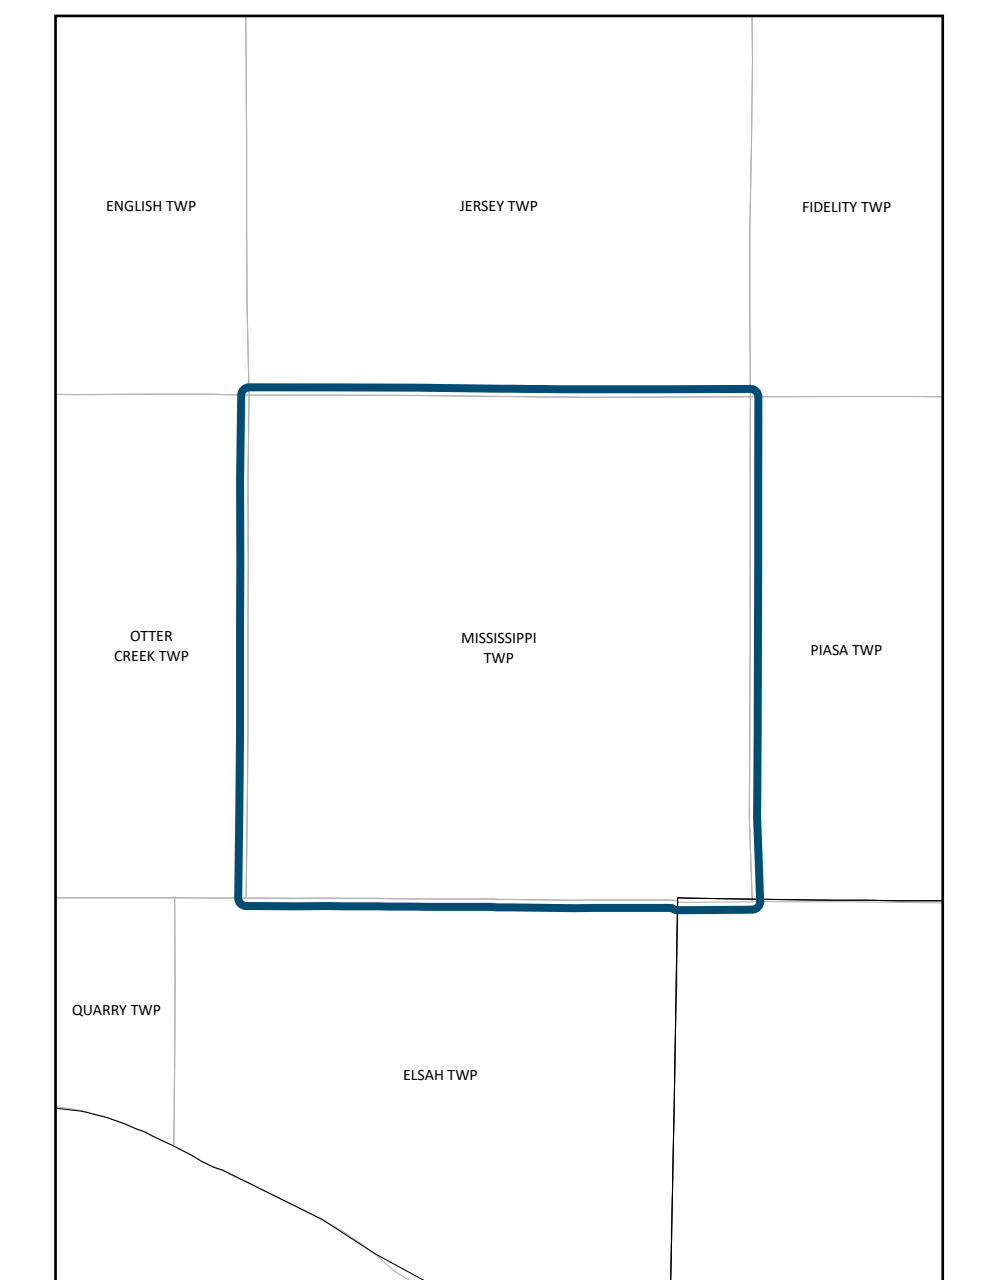 ENGLISH TWP
JERSEY TWP
FIDELITY TWP
OTTER
CREEK TWP
MISSISSIPPI
TWP
PIASA TWP
QUARRY TWP
ELSAH TWP